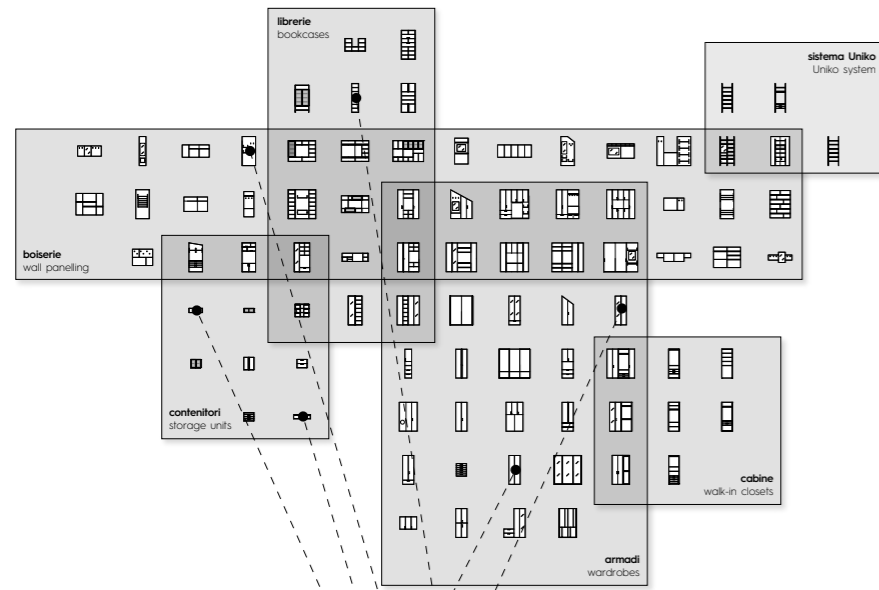 librerie
bookcases
sistema Uniko
Uniko system
boiserie
wall panelling
contenitori
storage units
cabine
walk-in closets
armadi
wardrobes